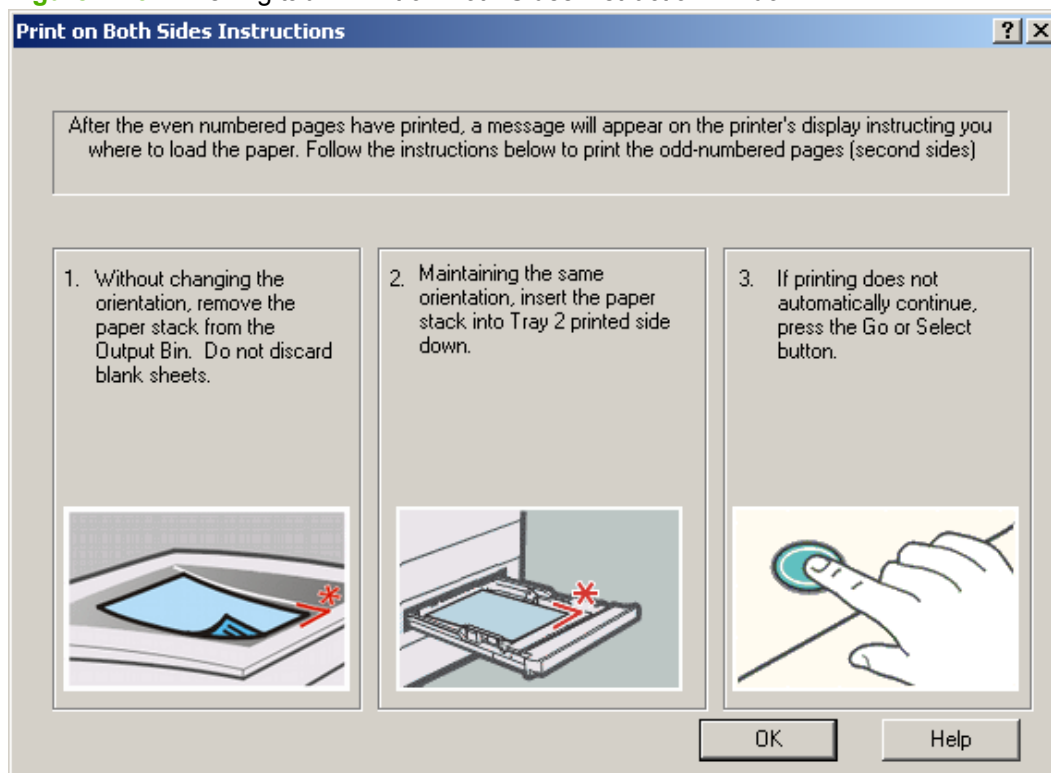 Print on Both Sides Instructions
After the even numbered pages have printed, a message will appear on the printer's display instructing you
where to load the paper. Follow the instructions below to print the odd-numbered pages (second sides)
1. Without changing the
orientation, remove the
paper stack from the
Output Bin. Do not discard
blank sheets.
2. Maintaining the same
orientation, insert the paper
stack into Tray 2 printed side
down.
3. If printing does not
automatically continue,
press the Go or Select
button.
OK
Help